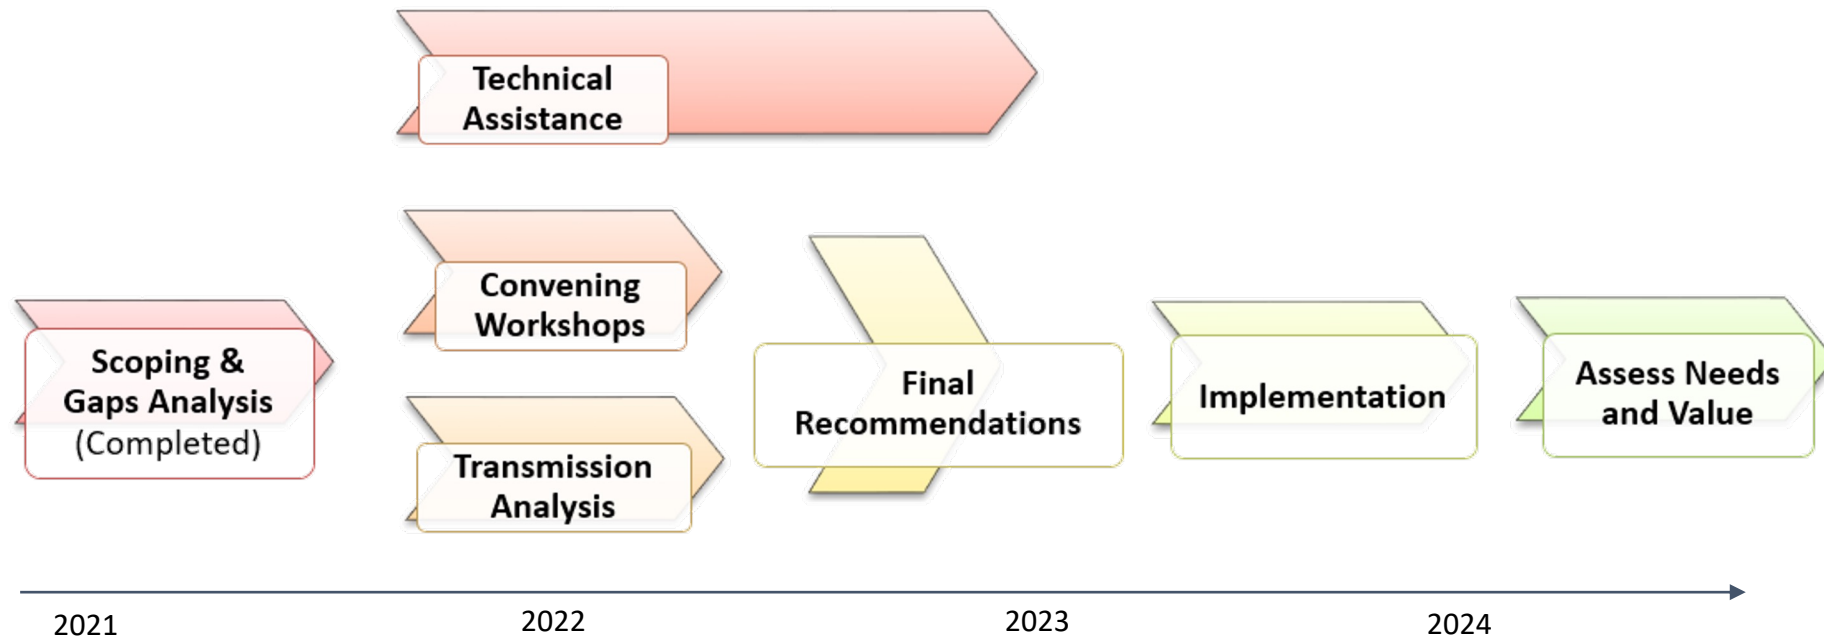 Technical
Assistance
Convening
Workshops
Scoping &
Gaps Analysis
(Completed)
Transmission
Analysis
Final
Recommendations
Implementation
Assess Needs
and Value
2021
2022
2023
2024